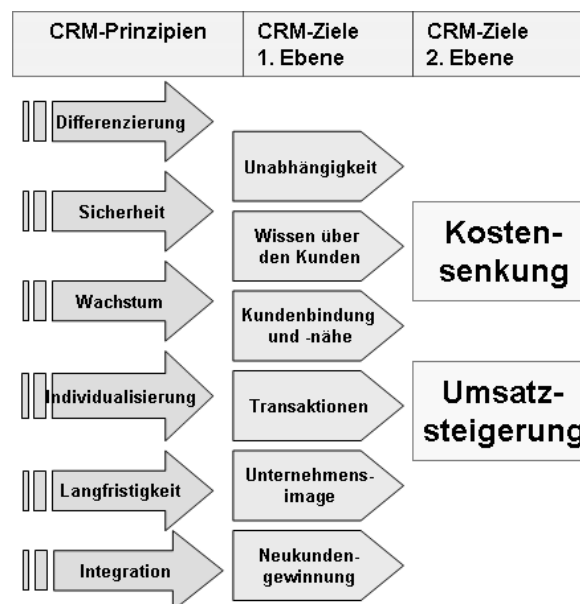 CRM-Prinzipien
CRM-Ziele
1. Ebene
CRM-Ziele
2. Ebene
Differenzierung
Sicherheit
Wachstum
Individualisierung
Langfristigkeit
Integration
Unabhängigkeit
Wissen über
den Kunden
Kundenbindung
und -nähe
Transaktionen
Unternehmens-
image
Neukunden-
gewinnung
Kosten-
senkung
Umsatz-
steigerung